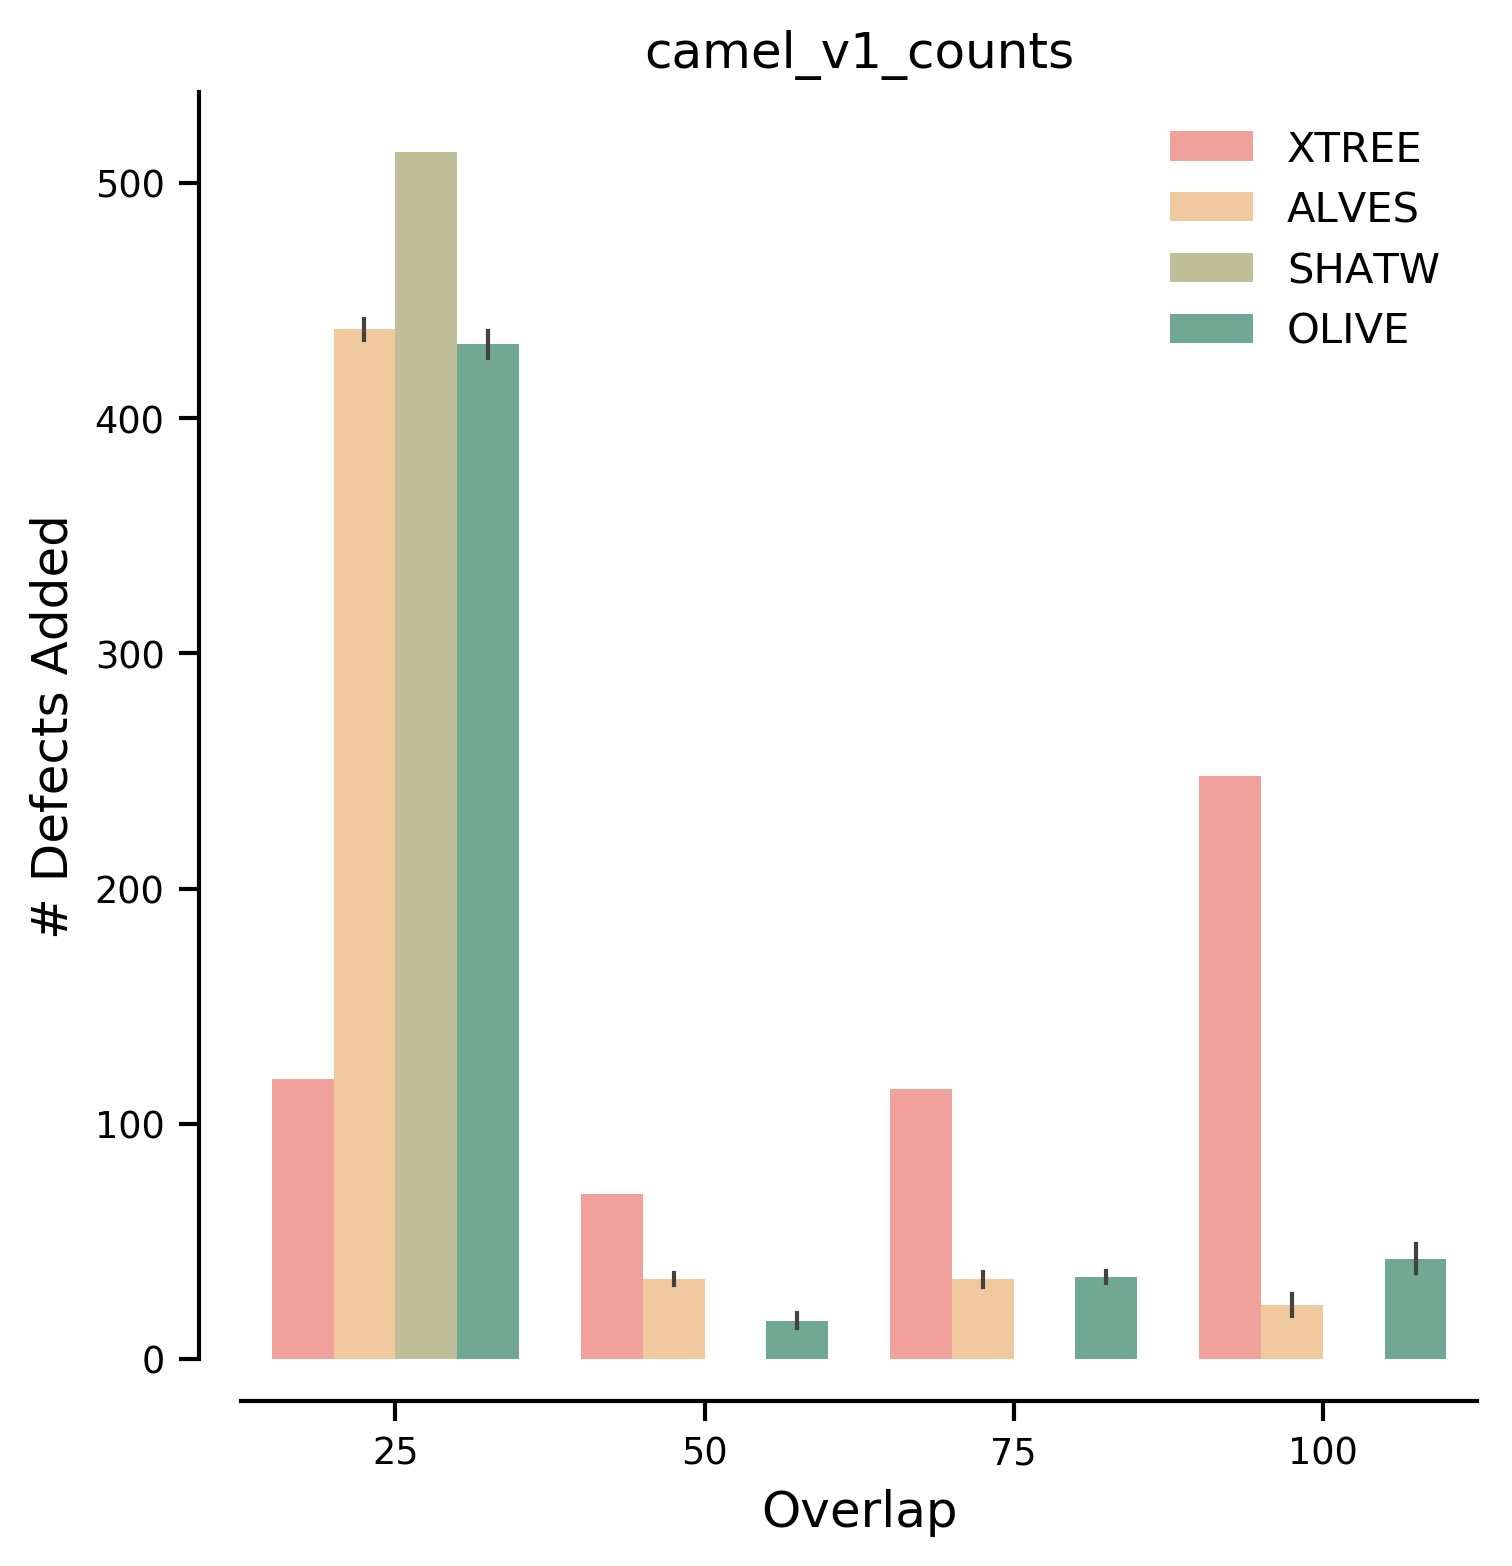 camel_v1_counts
XTREE
ALVES
SHATW
OLIVE
# Defects Added
500
400
300
200
100
0
25 50 75 100
Overlap